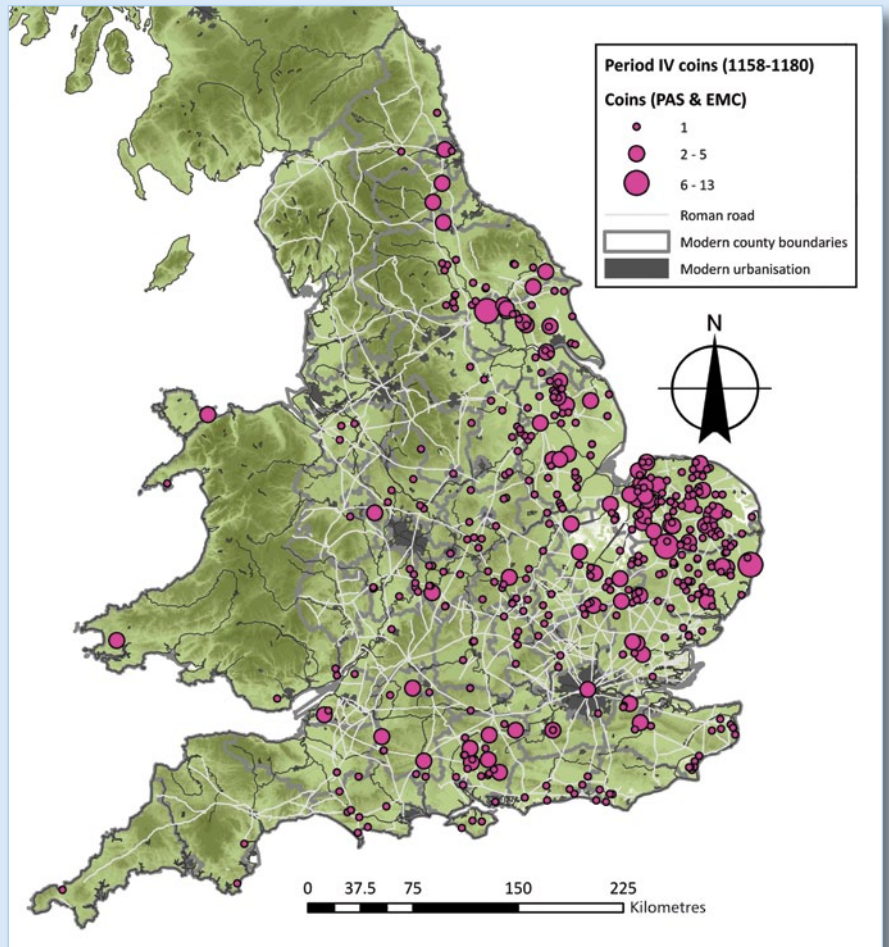 Period IV coins (1158-1180)
Coins (PAS & EMC)
1
2 - 5
6 - 13
Roman road
Modern county boundaries
Modern urbanisation
N
0 37.5 75 150 225
Kilometres